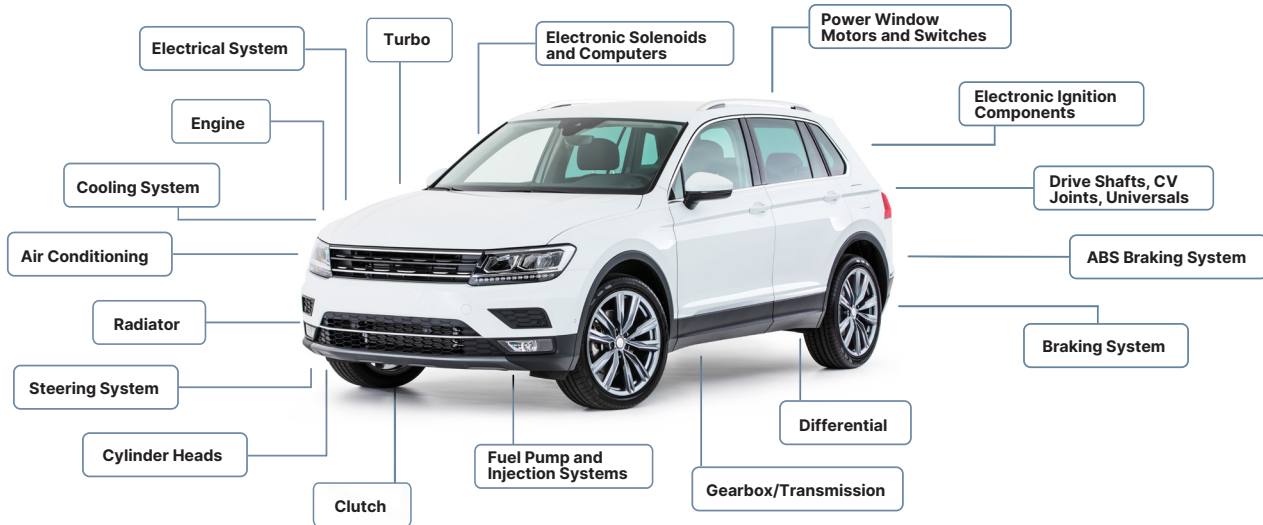 Power Window
Motors and Switches
Electronic Solenoids
and Computers
Turbo
Electrical System
Electronic Ignition
Components
Engine
Cooling System
Drive Shafts, CV
Joints, Universals
Air Conditioning
ABS Braking System
Radiator
Braking System
Steering System
Differential
Cylinder Heads
Fuel Pump and
Injection Systems
Gearbox/Transmission
Clutch